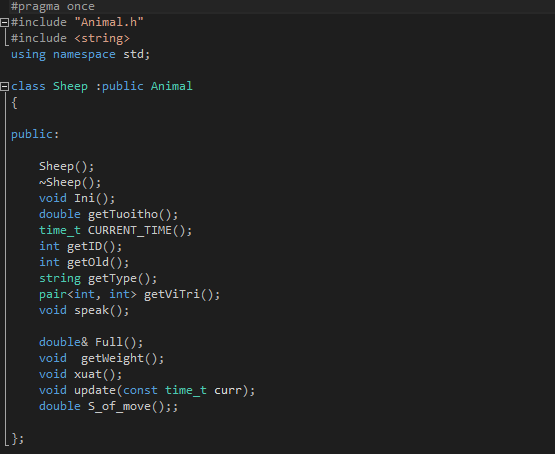 #pragma once
#include "Animal.h"
#include <string>
using namespace std;
class Sheep :public Animal
{
public:
Sheep();
~Sheep();
void Ini();
double getTuoitho();
time_t CURRENT_TIME();
int getID();
int getOld();
string getType();
pair<int, int> getViTri();
void speak();
double& Full();
void  getWeight();
void xuat();
void update(const time_t curr);
double S_of_move();;
};